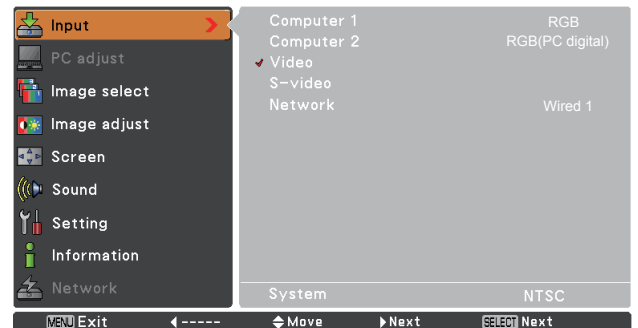 Input
PC adjust
Image select
Image adjust
Screen
Sound
Setting
Information
Network
Computer 1 RGB
Computer 2 RGB(PC digital)
Video
S-video
Network Wired 1
System NTSC
MENU Exit ----- Move Next SELECT Next